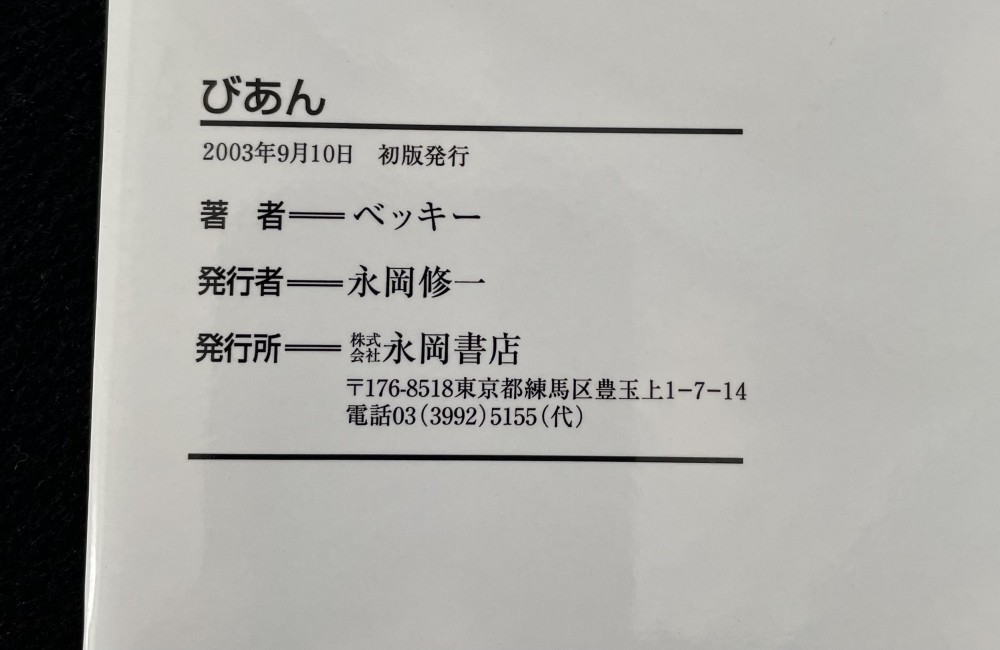 びあん
2003年9月10日　初版発行
著　者――ベッキー
発行者――永岡修一
発行所――株式会社永岡書店
〒176-8518東京都練馬区豊玉上1-7-14
電話03(3992)5155(代)